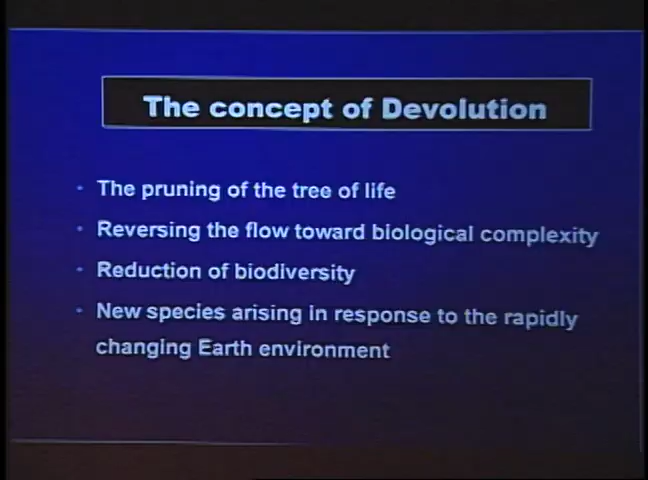 The concept of Devolution
• The pruning of the tree of life
• Reversing the flow toward biological complexity
• Reduction of biodiversity
• New species arising in response to the rapidly
changing Earth environment